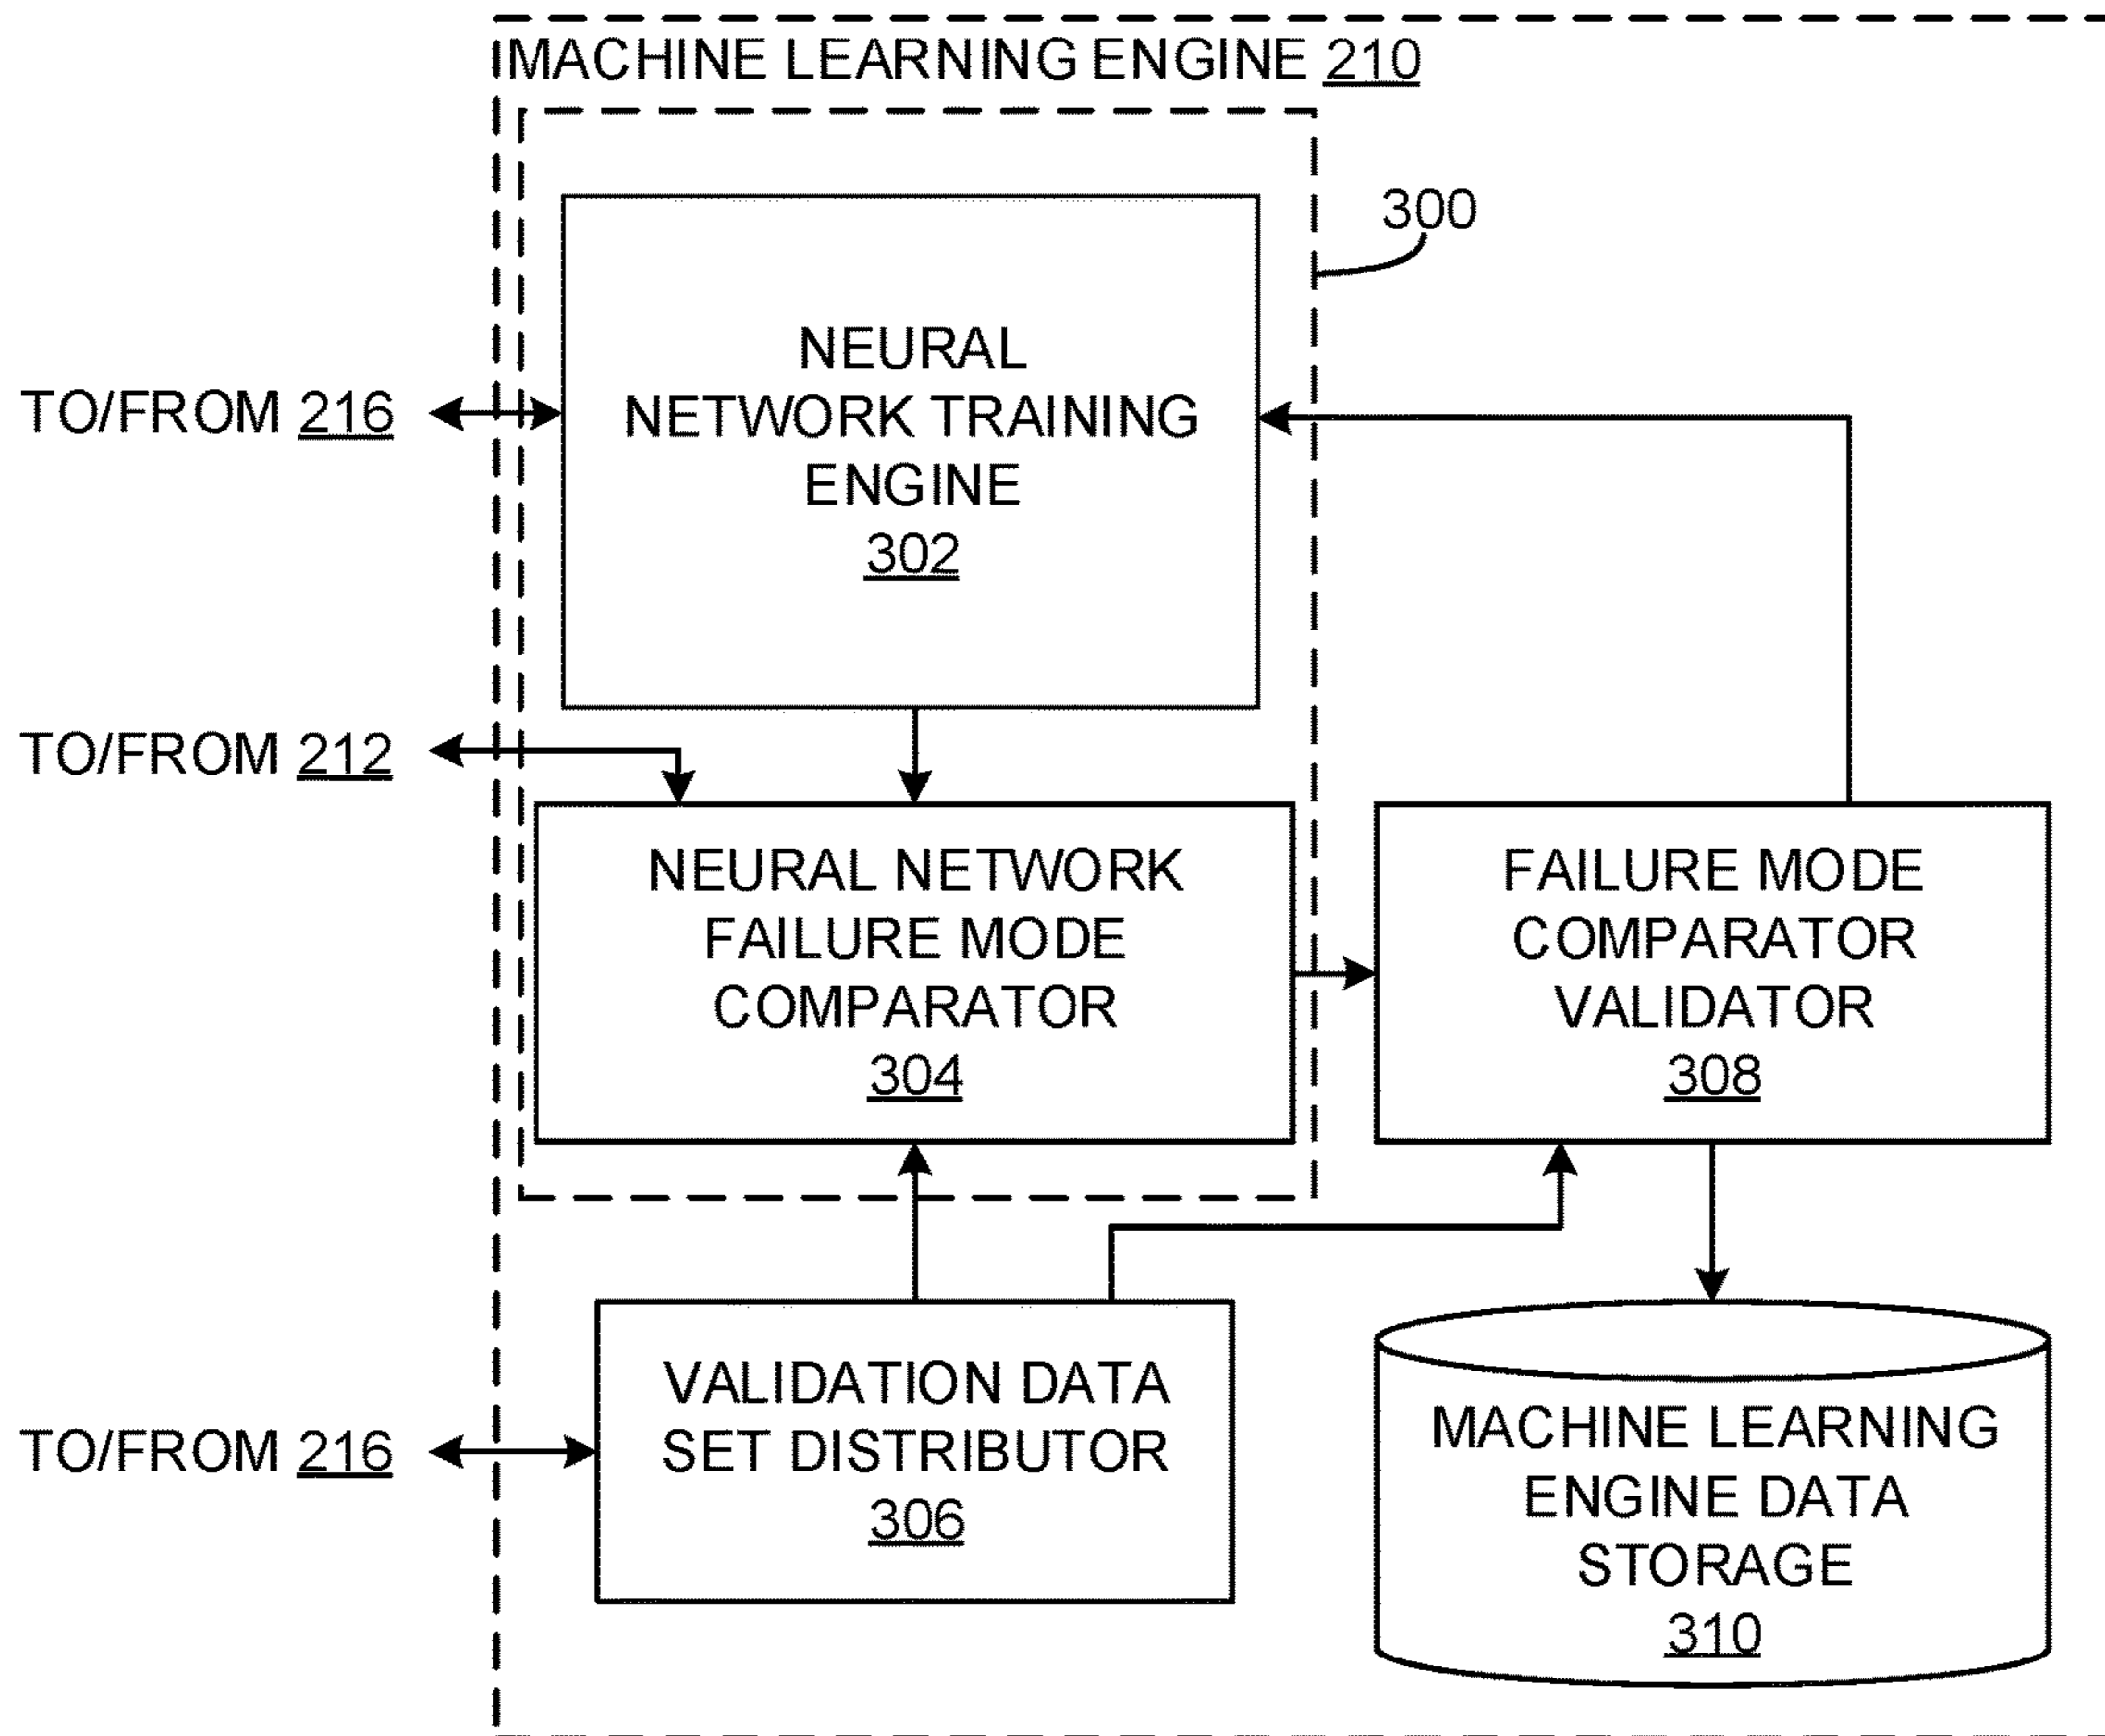 MACHINE LEARNING ENGINE 210
300
NEURAL
NETWORK TRAINING
ENGINE
302
TO/FROM 216
TO/FROM 212
NEURAL NETWORK
FAILURE MODE
COMPARATOR
304
FAILURE MODE
COMPARATOR
VALIDATOR
308
TO/FROM 216
VALIDATION DATA
SET DISTRIBUTOR
306
MACHINE LEARNING
ENGINE DATA
STORAGE
310